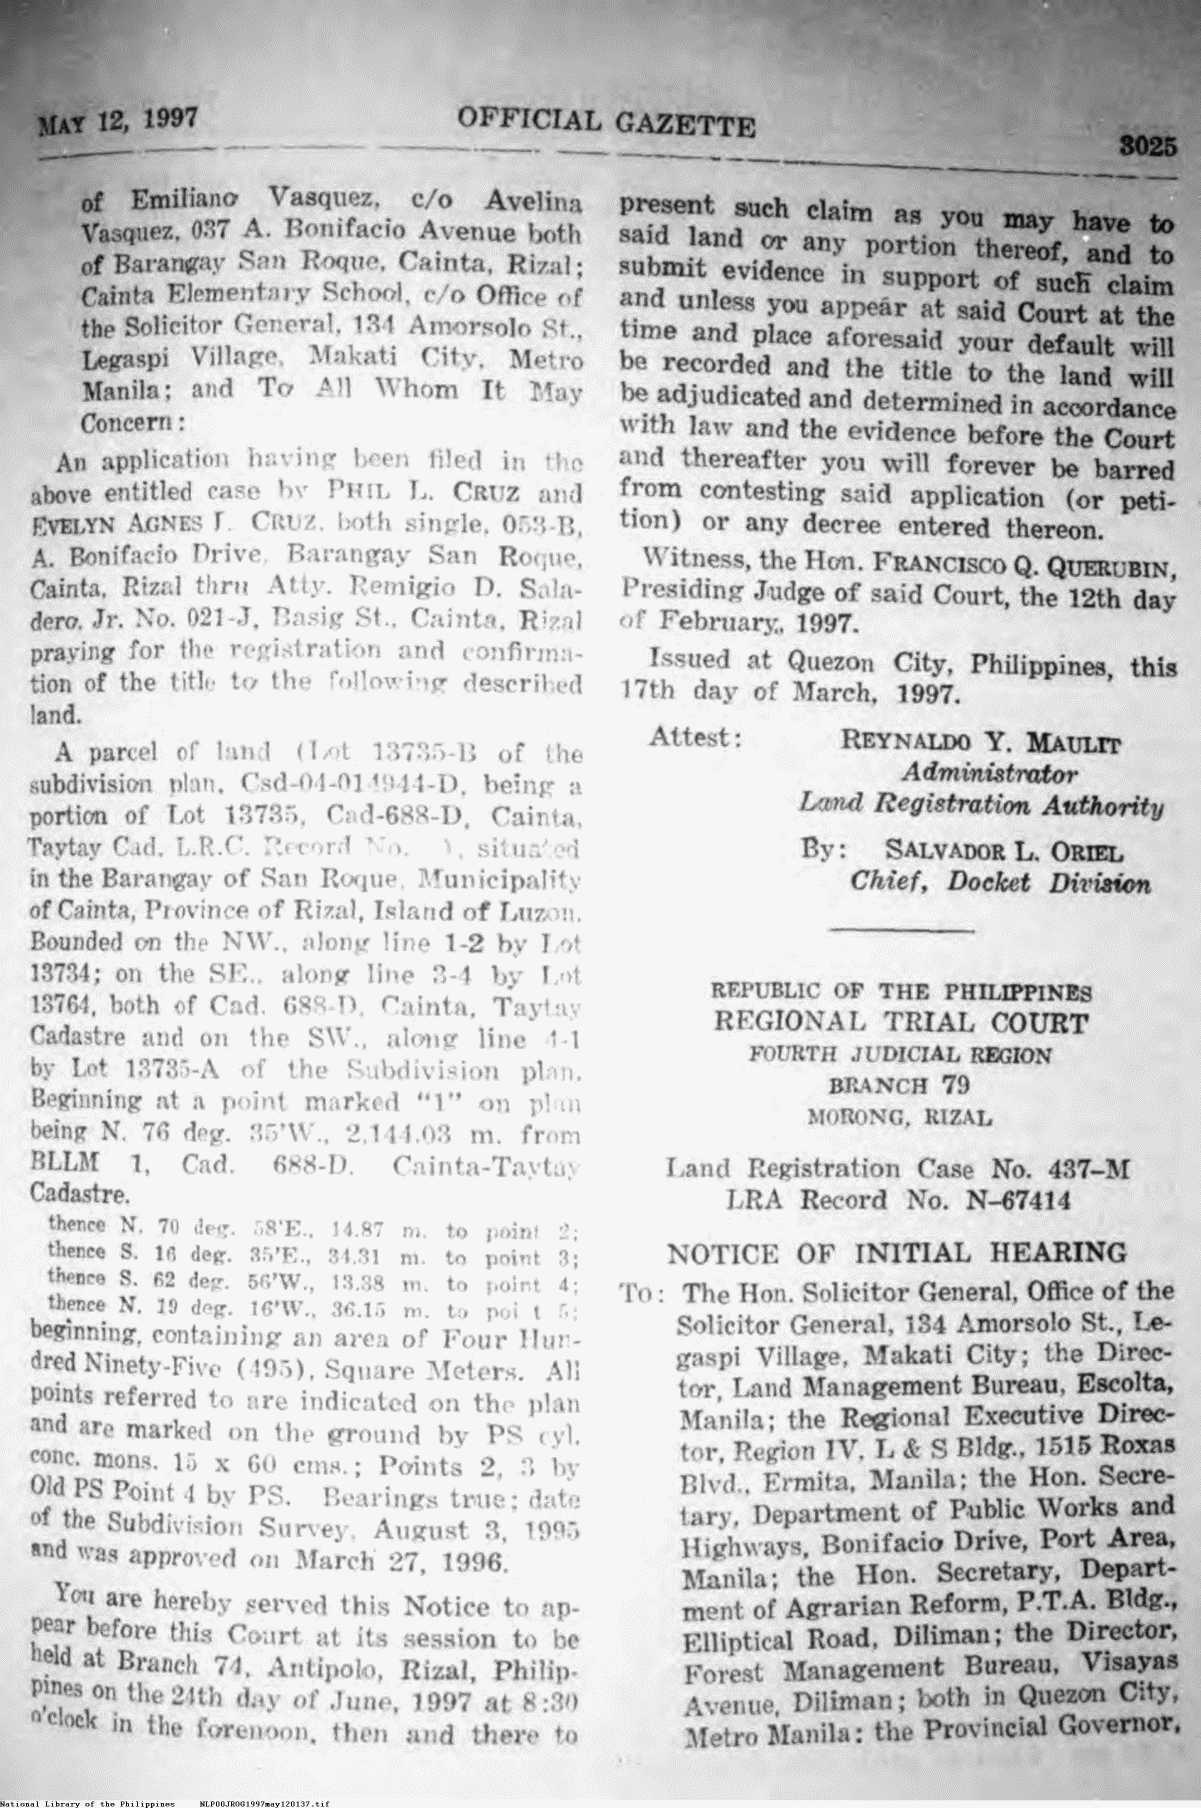 MAY 12, 1997
OFFICIAL GAZETTE
3025
of Emiliano Vasquez, c/o Avelina
Vasquez, 037 A. Bonifacio Avenue both
of Barangay San Roque, Cainta, Rizal;
Cainta Elementary School, c/o Office of
the Solicitor General, 134 Amorsolo St.,
Legaspi Village, Makati City, Metro
Manila; and To All Whom It May
Concern:
An application having been filed in the
above entitled case by PHIL L. CRUZ and
EVELYN AGNES CRUZ, both single, 053-B,
A. Bonifacio Drive, Barangay San Roque,
Cainta, Rizal thru Atty. Remigio D. Sala-
dero, Jr. No. 021-J, Basig St., Cainta, Rizal
praying for the registration and confirma-
tion of the title to the following described
land.
A parcel of land (Lot 13735-B of the
subdivision plan, being a
portion of Lot 13735, Cad-688-D, Cainta,
Taytay Cad. L.R.C. Record No. ), situated
in the Barangay of San Roque, Municipality
of Cainta, Province of Rizal, Island of Luzon.
Bounded on the NW., along line 1-2 by Lot
13734; on the SE., along line 3-4 by Lot
13764, both of Cad. 688-D, Cainta, Taytay
Cadastre and on the SW., along line 4-1
by Lot 13735-A of the Subdivision plan.
Beginning at a point marked "1" on plan
being N. 76 deg. 35'W., 2,144.03 m. from
BLLM 1, Cad. 688-D. Cainta-Taytay
Cadastre.
thence N. 70 deg. 58'E., 14.87 m. to point 2;
thence S. 16 deg. 35'E., 34.31 m. to point 3;
thence S. 62 deg. 56'W., 13.38 m. to point 4;
thence N. 19 deg. 16'W., 36.15 m. to poi t 5;
beginning, containing an area of Four Hun-
dred Ninety-Five (495), Square Meters. All
points referred to are indicated on the plan
and are marked on the ground by PS cyl.
conc. mons. 15 x 60 cms.; Points 2, 3 by
Old PS Point 4 by PS. Bearings true; date
of the Subdivision Survey, August 3, 1995
and was approved on March 27, 1996.
You are hereby served this Notice to ap-
pear before this Court at its session to be
held at Branch 74, Antipolo, Rizal, Philip-
pines on the 24th day of June, 1997 at 8:30
o'clock in the forenoon, then and there to
present such claim as you may have to
said land or any portion thereof, and to
submit evidence in support of such claim
and unless you appear at said Court at the
time and place aforesaid your default will
be recorded and the title to the land will
be adjudicated and determined in accordance
with law and the evidence before the Court
and thereafter you will forever be barred
from contesting said application (or peti-
tion) or any decree entered thereon.
Witness, the Hon. FRANCISCO Q. QUERUBIN,
Presiding Judge of said Court, the 12th day
of February,, 1997.
Issued at Quezon City, Philippines, this
17th day of March, 1997.
Attest: REYNALDO Y. MAULIT
Administrator
Land Registration Authority
By: SALVADOR L. ORIEL
Chief, Docket Division
REPUBLIC OF THE PHILIPPINES
REGIONAL TRIAL COURT
FOURTH JUDICIAL REGION
BRANCH 79
MORONG, RIZAL
Land Registration Case No. 437-M
LRA Record No. N-67414
NOTICE OF INITIAL HEARING
To: The Hon. Solicitor General, Office of the
Solicitor General, 134 Amorsolo St., Le-
gaspi Village, Makati City; the Direc-
tor, Land Management Bureau, Escolta,
Manila; the Regional Executive Direc-
tor, Region IV, L & S Bldg., 1515 Roxas
Blvd., Ermita, Manila; the Hon. Secre-
tary, Department of Public Works and
Highways, Bonifacio Drive, Port Area,
Manila; the Hon. Secretary, Depart-
ment of Agrarian Reform, P.T.A. Bldg.,
Elliptical Road, Diliman; the Director,
Forest Management Bureau, Visayas
Avenue, Diliman; both in Quezon City,
Metro Manila: the Provincial Governor,
National Library of the Philippines NLP00JROG1997may120137.tif